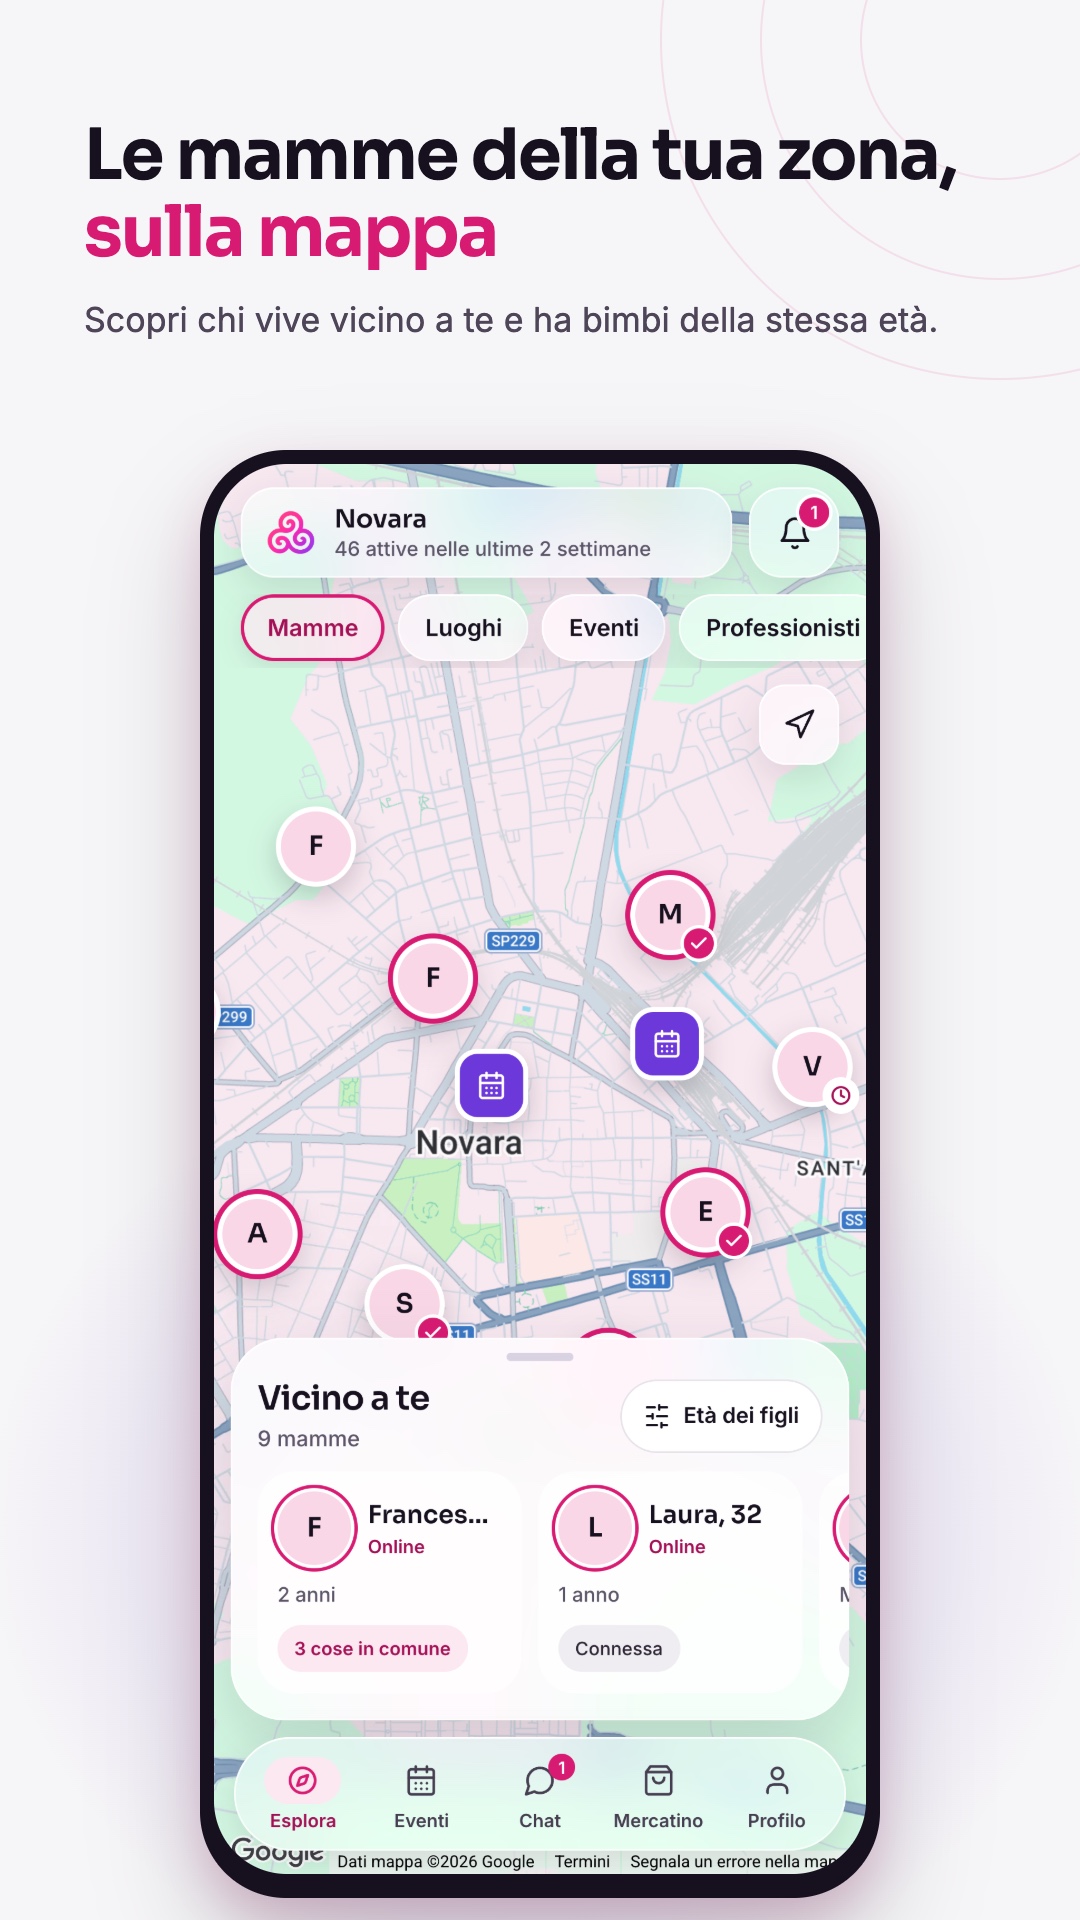 Le mamme della tua zona,
sulla mappa
Scopri chi vive vicino a te e ha bimbi della stessa età.
Novara
46 attive nelle ultime 2 settimane
1
Mamme
Luoghi
Eventi
Professionisti
F
M
SP229
F
299
V
Novara
SANT'A
E
SS1
A
SS11
S
11
Vicino a te
9 mamme
Età dei figli
F
Frances...
Online
2 anni
3 cose in comune
L
Laura, 32
Online
1 anno
Connessa
Esplora
Eventi
1
Chat
Mercatino
Profilo
Google
Dati mappa ©2026 Google
Termini
Segnala un errore nella map